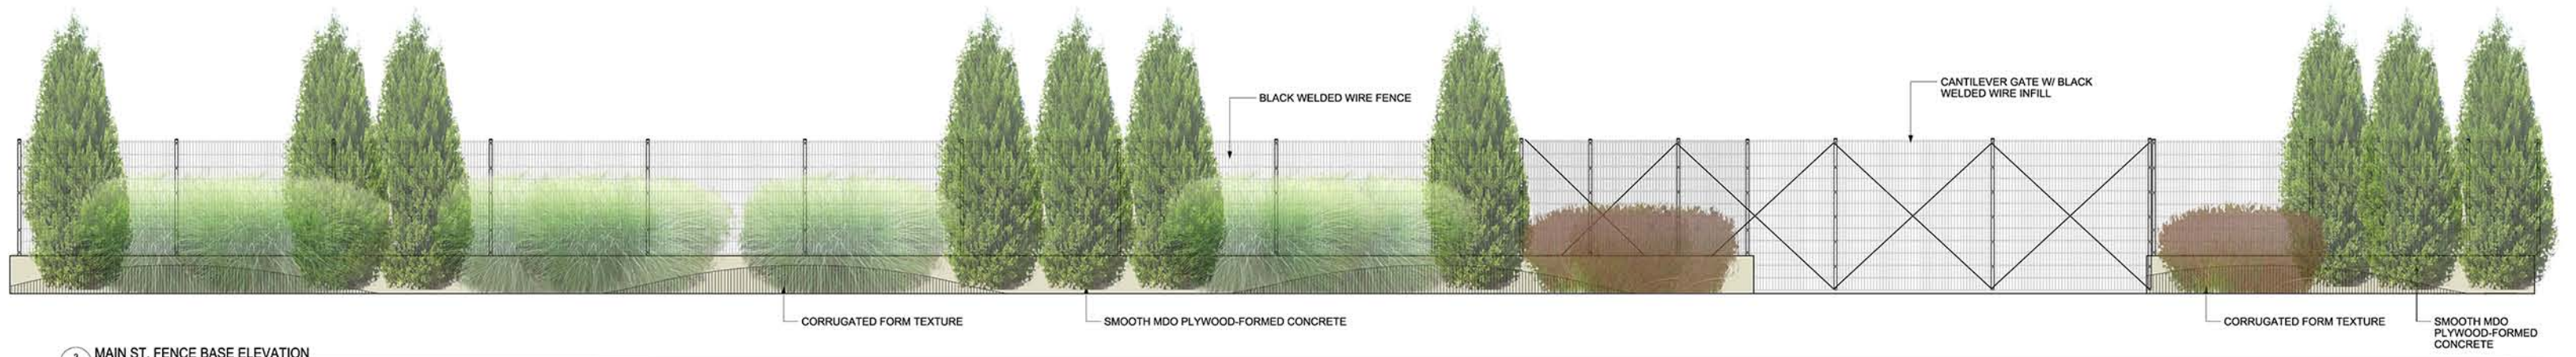 CANTILEVER GATE W/ BLACK
WELDED WIRE INFILL
BLACK WELDED WIRE FENCE
CORRUGATED FORM TEXTURE
SMOOTH MDO PLYWOOD-FORMED CONCRETE
CORRUGATED FORM TEXTURE
SMOOTH MDO
PLYWOOD-FORMED
CONCRETE
MAIN ST. FENCE BASE ELEVATION